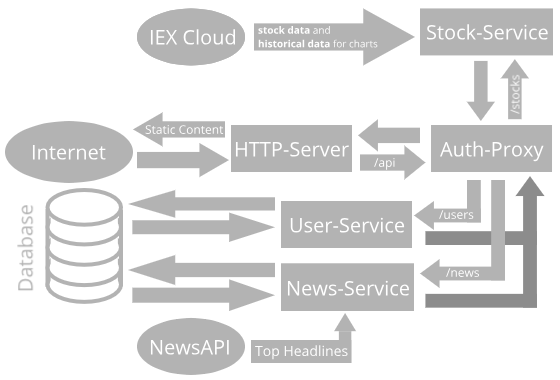 IEX Cloud
stock data and
historical data for charts
Stock-Service
/stocks
Static Content
Internet
HTTP-Server
/api
Auth-Proxy
Database
User-Service
/users
News-Service
/news
NewsAPI
Top Headlines